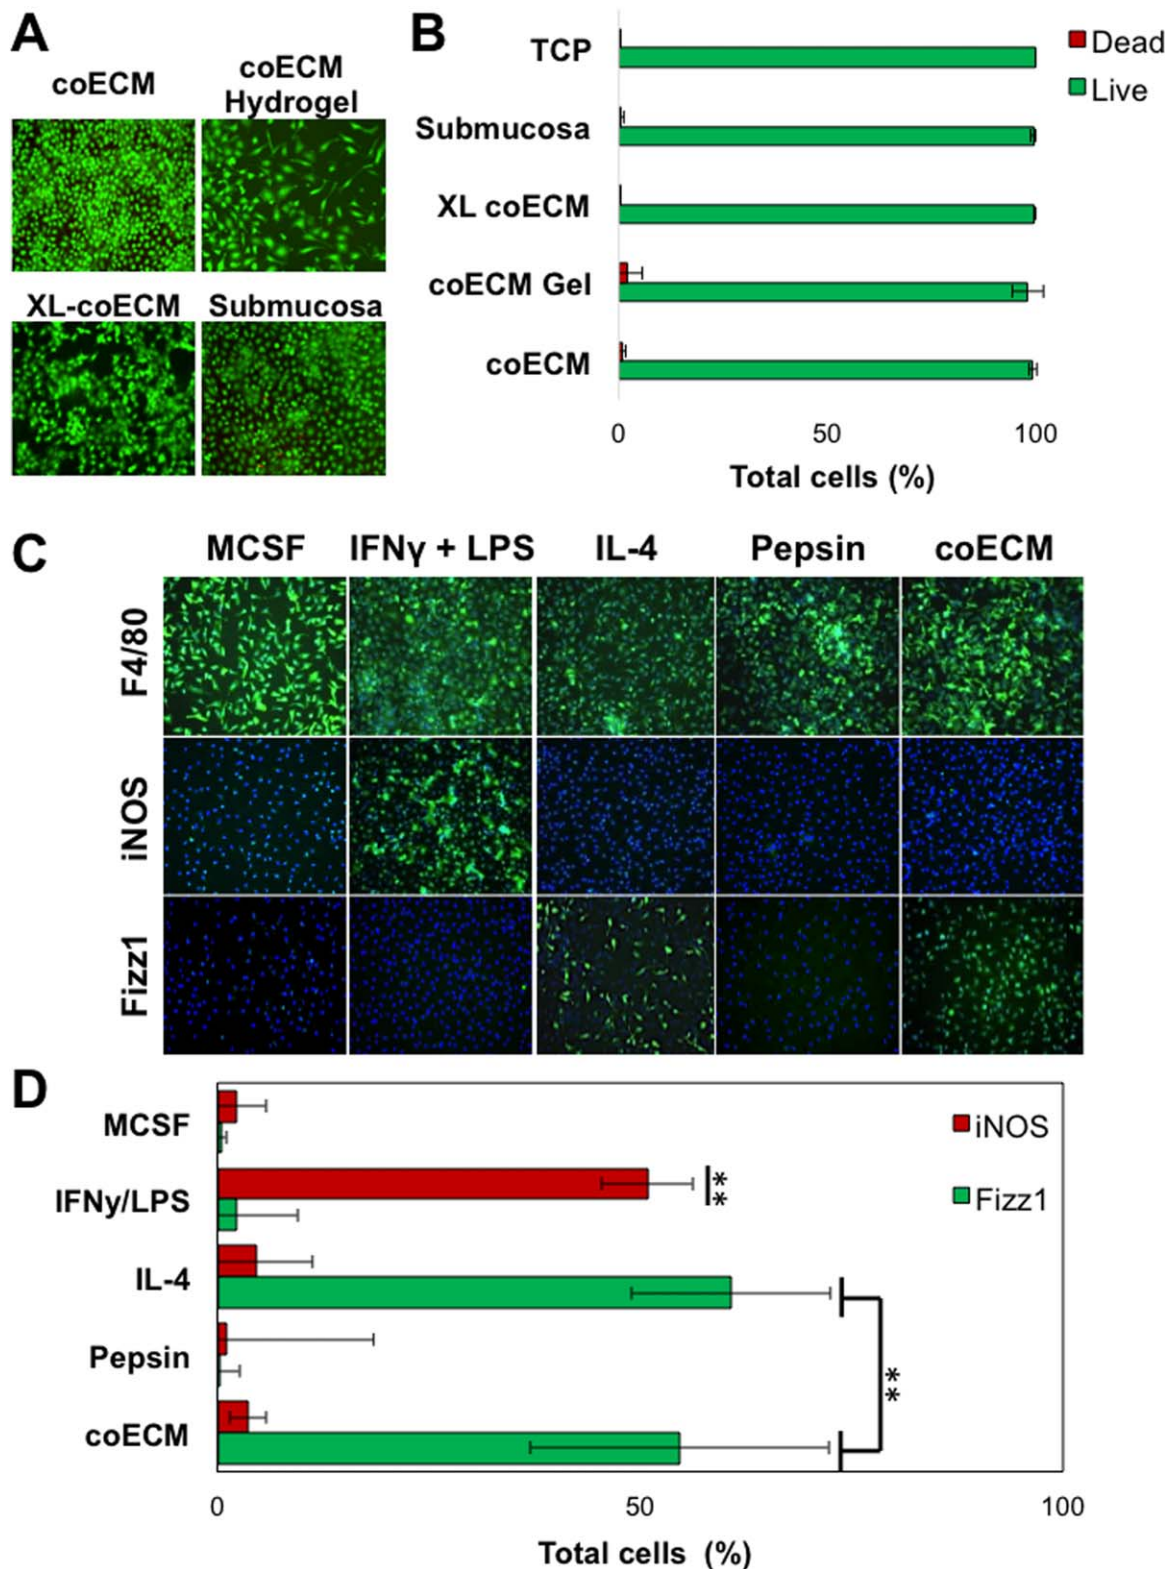 A
coECM
coECM
Hydrogel
XL-coECM
Submucosa
B
TCP
Submucosa
XL coECM
coECM Gel
coECM
Dead
Live
0 50 100
Total cells (%)
C
MCSF IFNγ + LPS IL-4 Pepsin coECM
F4/80
iNOS
Fizz1
D
MCSF
IFNy/LPS
IL-4
Pepsin
coECM
iNOS
Fizz1
**
**
0 50 100
Total cells (%)